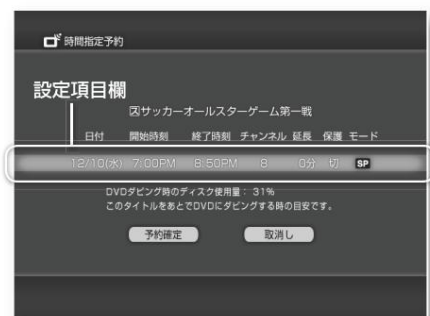 時間指定予約
設定項目欄
図サッカーオールスターゲーム第一戦
日付 開始時刻 終了時刻 チャンネル 延長 保護 モード
12/10(水) 7:00PM 8:50PM 8 0分 切 SP
DVDダビング時のディスク使用量：31%
このタイトルをあとでDVDにダビングする時の目安です。
予約確定 取消し